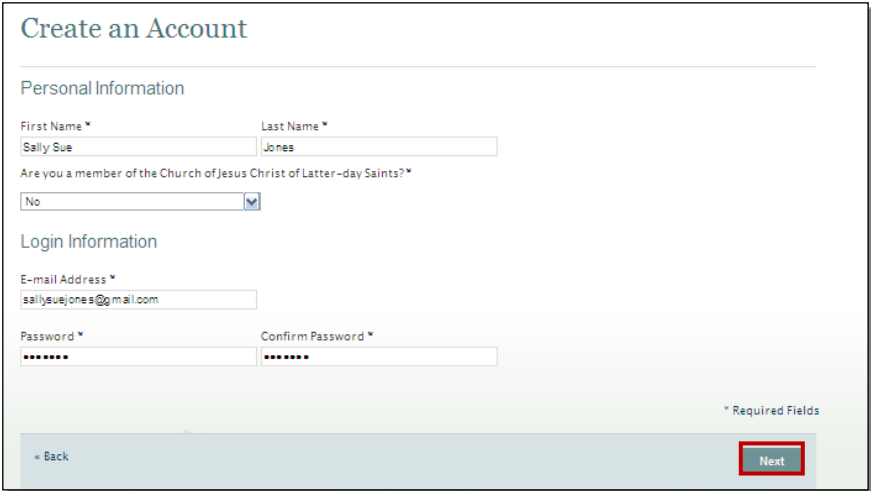 Create an Account
Personal Information
First Name * Last Name *
Sally Sue Jones
Are you a member of the Church of Jesus Christ of Latter-day Saints? *
No
Login Information
E-mail Address *
sallysuejones@gmail.com
Password * Confirm Password *
••••••• •••••••
* Required Fields
« Back Next